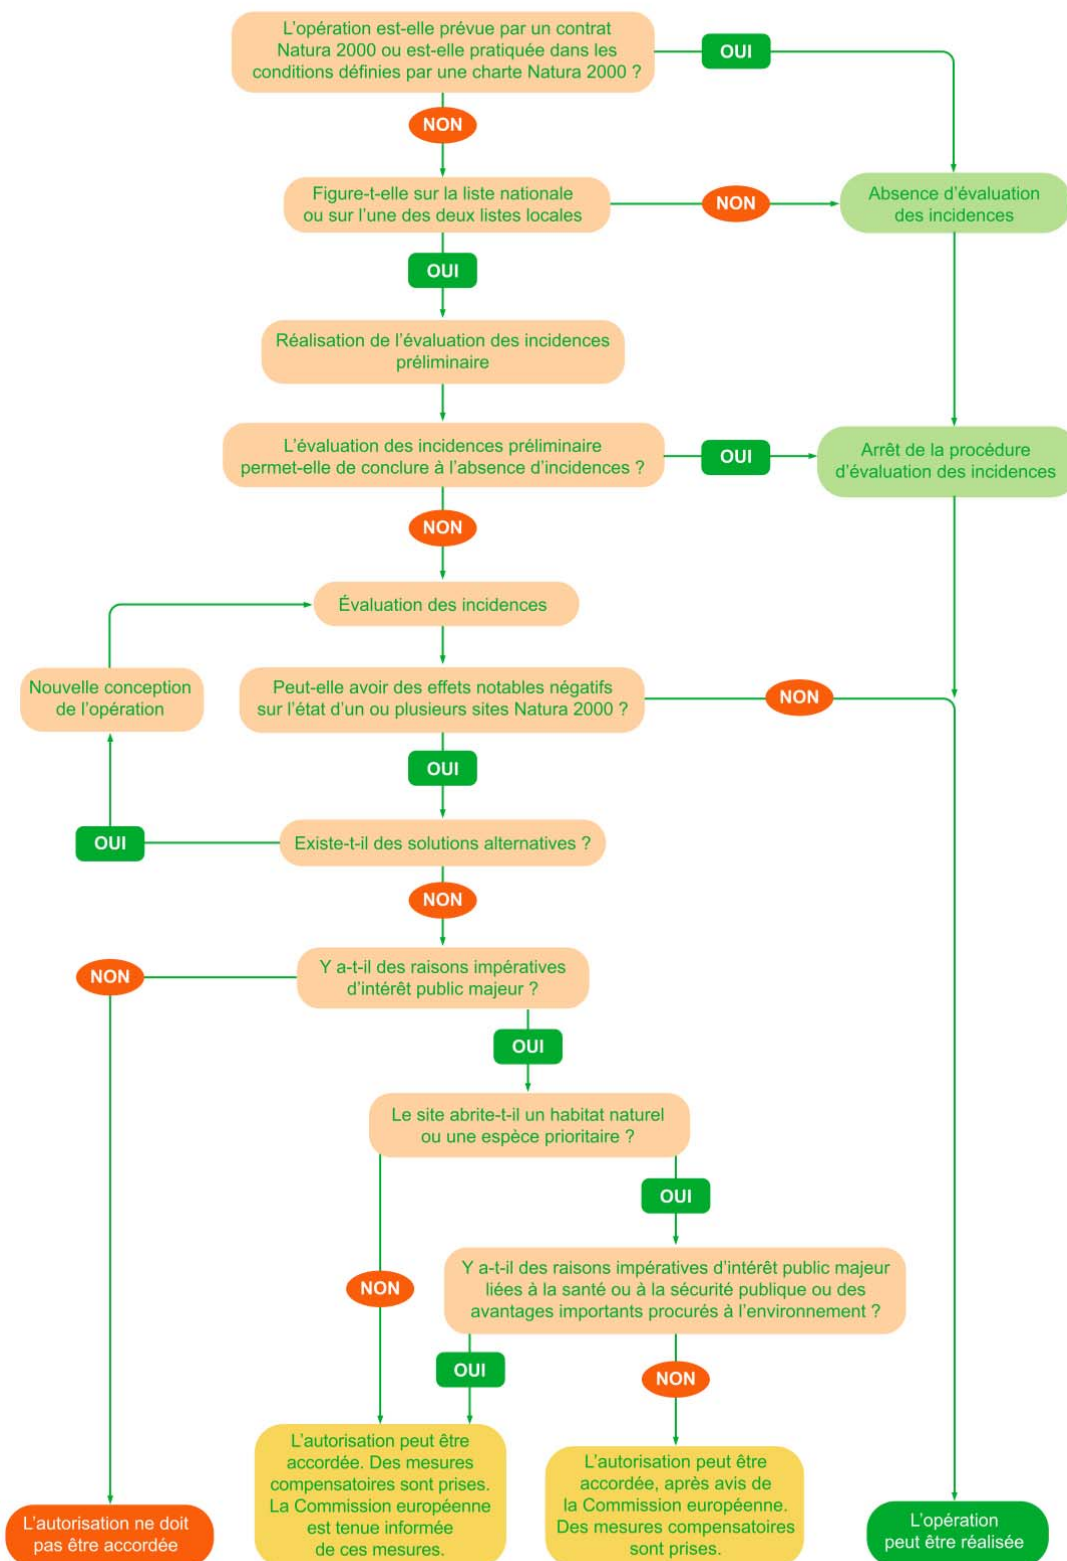 L'opération est-elle prévue par un contrat
Natura 2000 ou est-elle pratiquée dans les
conditions définies par une charte Natura 2000 ?
OUI
NON
Figure-t-elle sur la liste nationale
ou sur l'une des deux listes locales
NON
Absence d'évaluation
des incidences
OUI
Réalisation de l'évaluation des incidences
préliminaire
L'évaluation des incidences préliminaire
permet-elle de conclure à l'absence d'incidences ?
OUI
Arrêt de la procédure
d'évaluation des incidences
NON
Évaluation des incidences
Nouvelle conception
de l'opération
Peut-elle avoir des effets notables négatifs
sur l'état d'un ou plusieurs sites Natura 2000 ?
NON
OUI
OUI
Existe-t-il des solutions alternatives ?
NON
NON
Y a-t-il des raisons impératives
d'intérêt public majeur ?
OUI
Le site abrite-t-il un habitat naturel
ou une espèce prioritaire ?
OUI
NON
Y a-t-il des raisons impératives d'intérêt public majeur
liées à la santé ou à la sécurité publique ou des
avantages importants procurés à l'environnement ?
OUI
NON
L'autorisation ne doit
pas être accordée
L'autorisation peut être
accordée. Des mesures
compensatoires sont prises.
La Commission européenne
est tenue informée
de ces mesures.
L'autorisation peut être
accordée, après avis de
la Commission européenne.
Des mesures compensatoires
sont prises.
L'opération
peut être réalisée